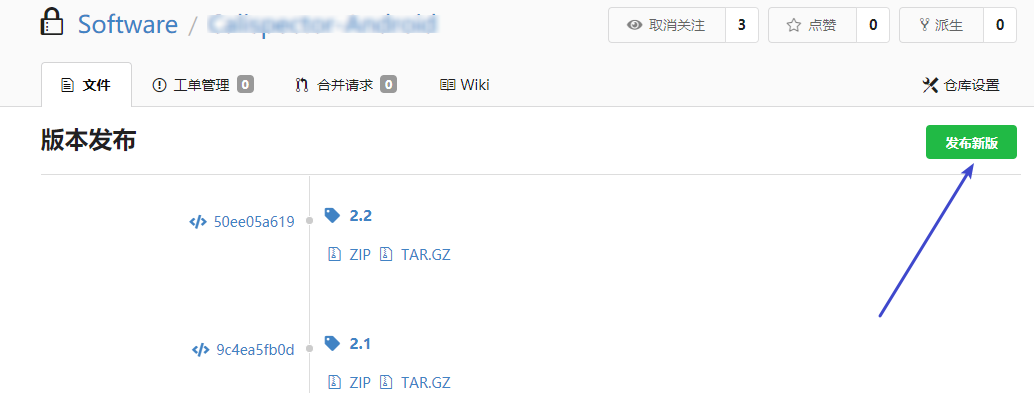 Software /
取消关注 3 点赞 0 派生 0
文件 工单管理 0 合并请求 0 Wiki 仓库设置
版本发布 发布新版
50ee05a619 2.2
ZIP TAR.GZ
9c4ea5fb0d 2.1
ZIP TAR.GZ